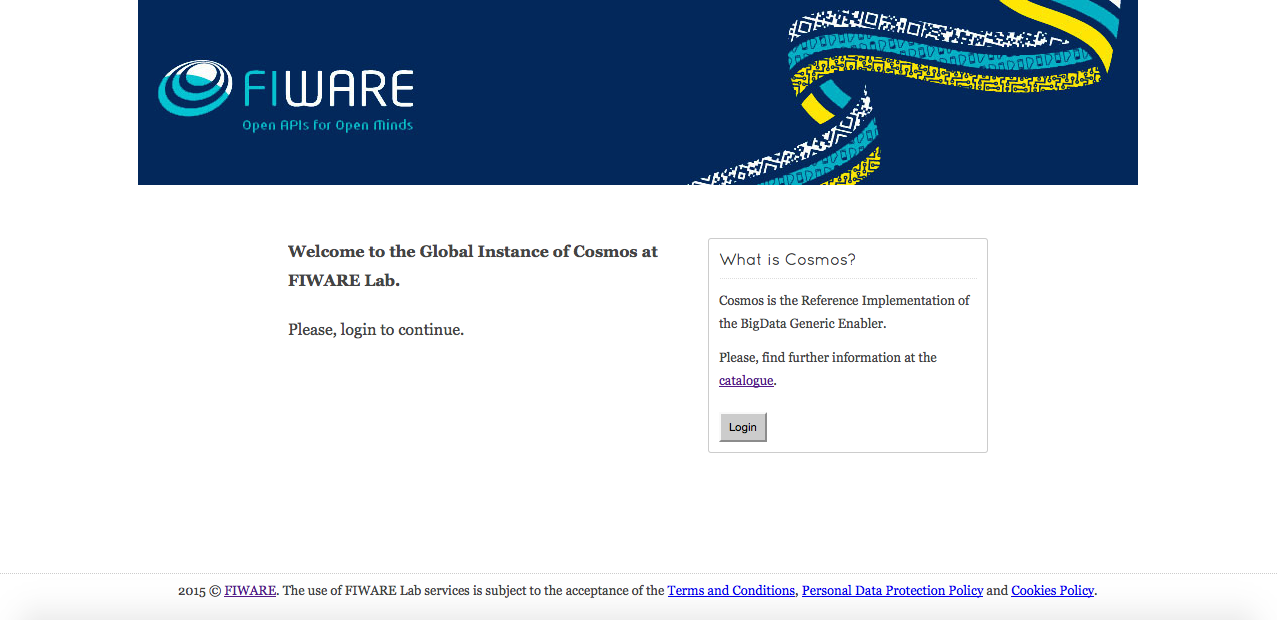 FIWARE
Open APIs for Open Minds
Welcome to the Global Instance of Cosmos at
FIWARE Lab.
Please, login to continue.
What is Cosmos?
Cosmos is the Reference Implementation of
the BigData Generic Enabler.
Please, find further information at the
catalogue.
Login
2015 © FIWARE. The use of FIWARE Lab services is subject to the acceptance of the Terms and Conditions, Personal Data Protection Policy and Cookies Policy.